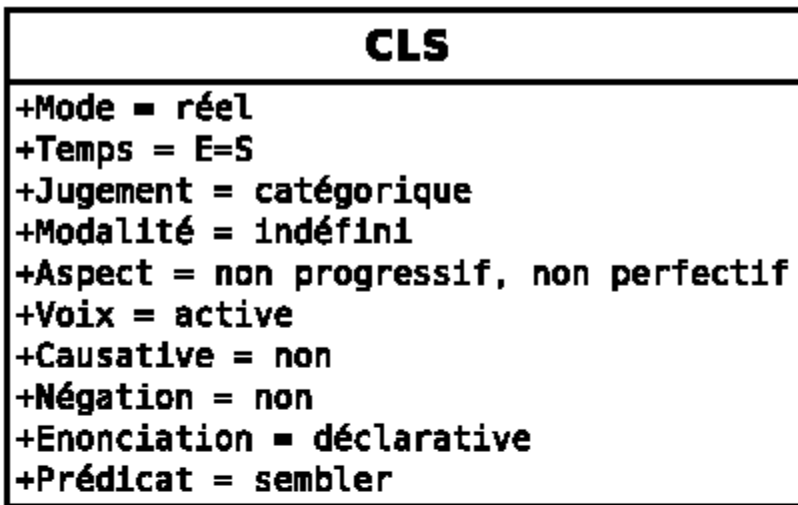 CLS
+Mode = réel
+Temps = E=S
+Jugement = catégorique
+Modalité = indéfini
+Aspect = non progressif, non perfectif
+Voix = active
+Causative = non
+Négation = non
+Enonciation = déclarative
+Prédicat = sembler